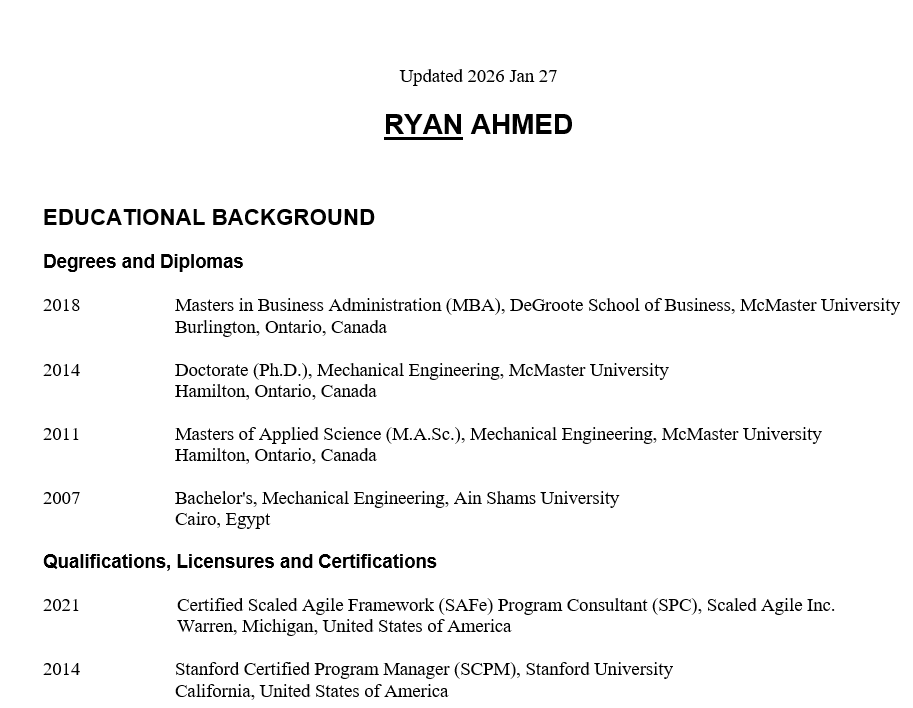 Updated 2026 Jan 27
RYAN AHMED
EDUCATIONAL BACKGROUND
Degrees and Diplomas
2018 Masters in Business Administration (MBA), DeGroote School of Business, McMaster University
Burlington, Ontario, Canada
2014 Doctorate (Ph.D.), Mechanical Engineering, McMaster University
Hamilton, Ontario, Canada
2011 Masters of Applied Science (M.A.Sc.), Mechanical Engineering, McMaster University
Hamilton, Ontario, Canada
2007 Bachelor's, Mechanical Engineering, Ain Shams University
Cairo, Egypt
Qualifications, Licensures and Certifications
2021 Certified Scaled Agile Framework (SAFe) Program Consultant (SPC), Scaled Agile Inc.
Warren, Michigan, United States of America
2014 Stanford Certified Program Manager (SCPM), Stanford University
California, United States of America